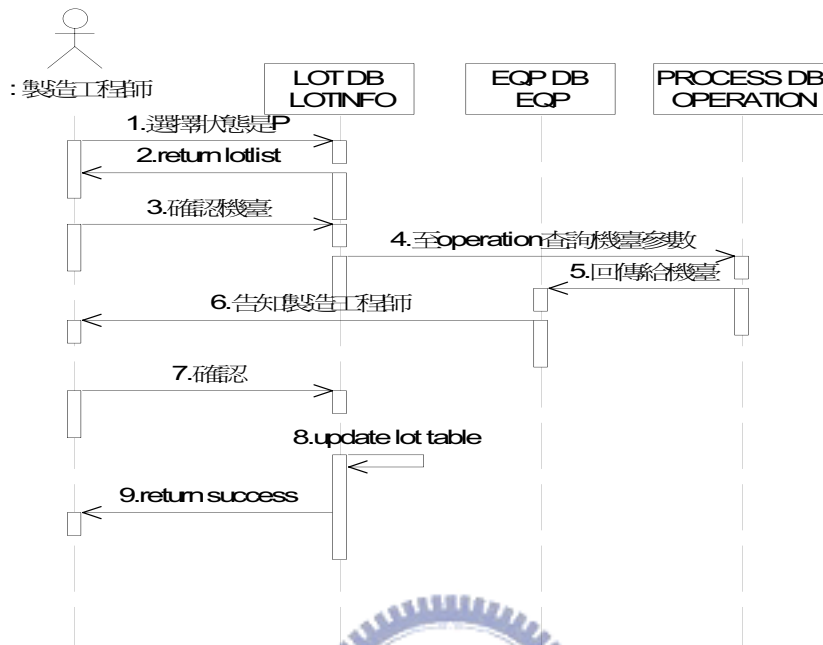 : 製造工程師
LOT DB
LOTINFO
EQP DB
EQP
PROCESS DB
OPERATION
1.選擇狀態是P
2.return lotlist
3.確認機臺
4.至operation查詢機臺參數
5.回傳給機臺
6.告知製造工程師
7.確認
8.update lot table
9.return success